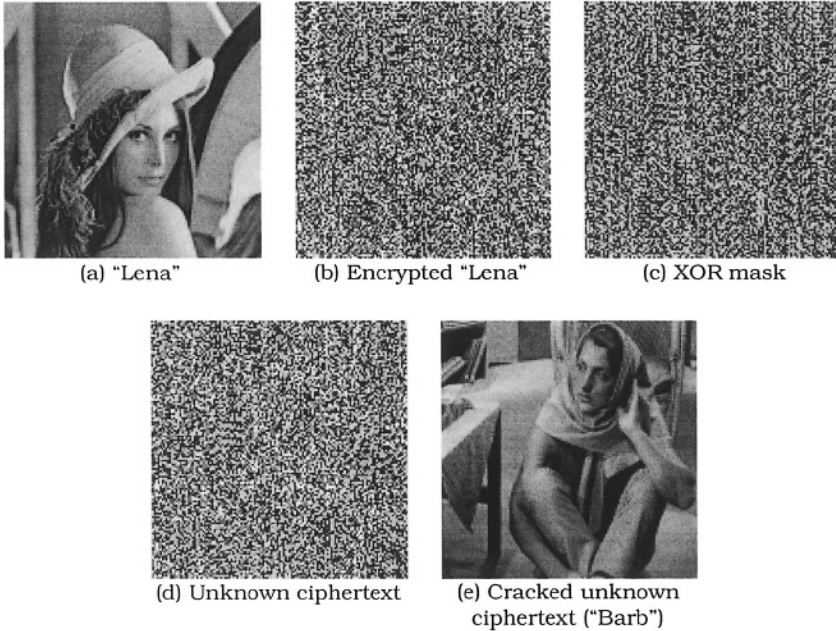 (a) “Lena”
(b) Encrypted “Lena”
(c) XOR mask
(d) Unknown ciphertext
(e) Cracked unknown
ciphertext (“Barb”)